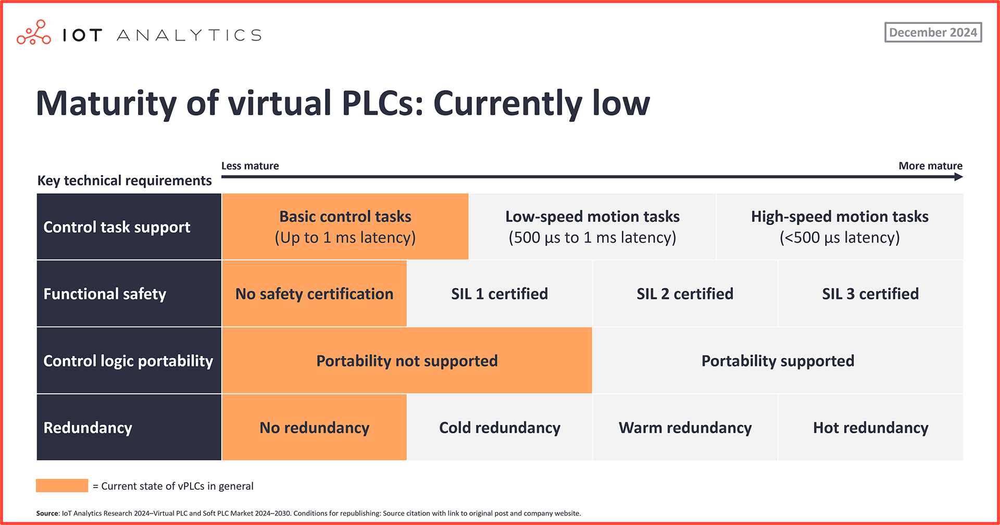 IOT ANALYTICS
December 2024
Maturity of virtual PLCs: Currently low
Less mature
More mature
Key technical requirements
Control task support
Basic control tasks
(Up to 1 ms latency)
Low-speed motion tasks
(500 µs to 1 ms latency)
High-speed motion tasks
(<500 µs latency)
Functional safety
No safety certification
SIL 1 certified
SIL 2 certified
SIL 3 certified
Control logic portability
Portability not supported
Portability supported
Redundancy
No redundancy
Cold redundancy
Warm redundancy
Hot redundancy
= Current state of vPLCs in general
Source: IoT Analytics Research 2024–Virtual PLC and Soft PLC Market 2024–2030. Conditions for republishing: Source citation with link to original post and company website.